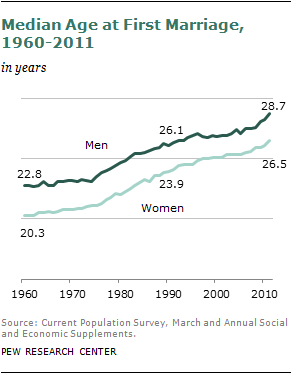 Median Age at First Marriage,
1960-2011
in years
28.7
26.1
Men
22.8
23.9
26.5
Women
20.3
1960 1970 1980 1990 2000 2010
Source: Current Population Survey, March and Annual Social
and Economic Supplements.
PEW RESEARCH CENTER